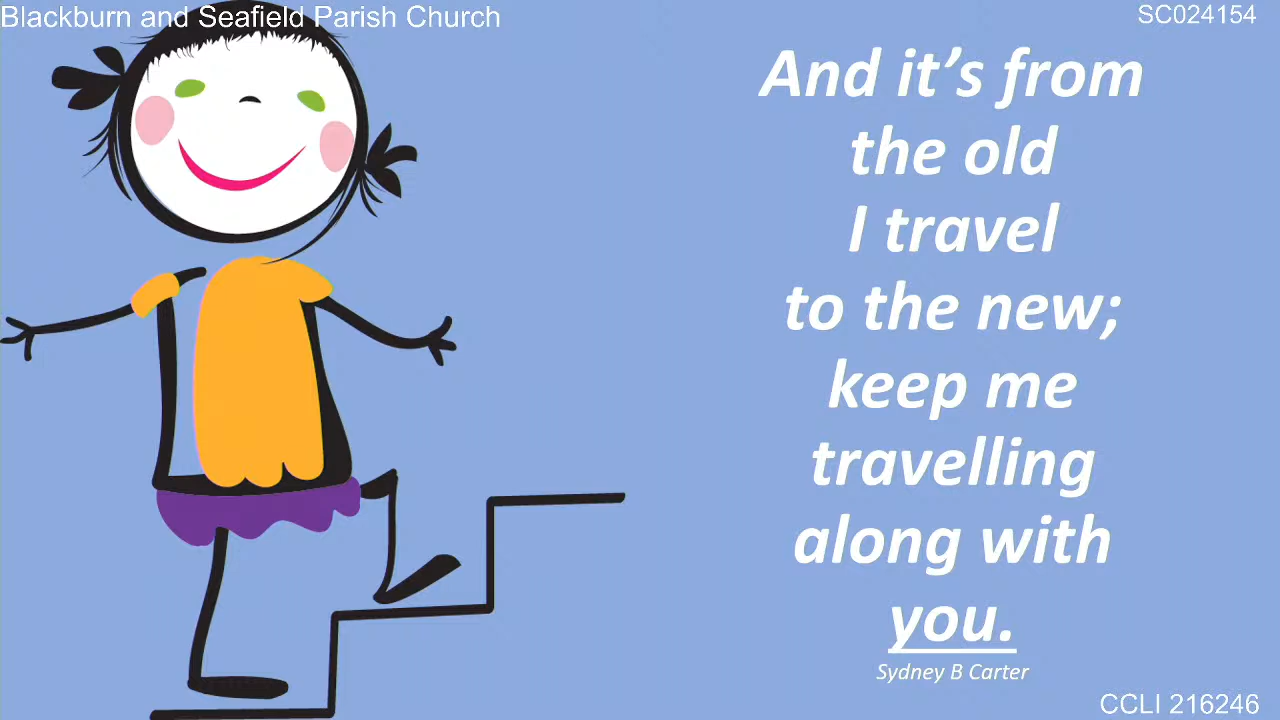 Blackburn and Seafield Parish Church
SC024154
And it’s from
the old
I travel
to the new;
keep me
travelling
along with
you.
Sydney B Carter
CCLI 216246